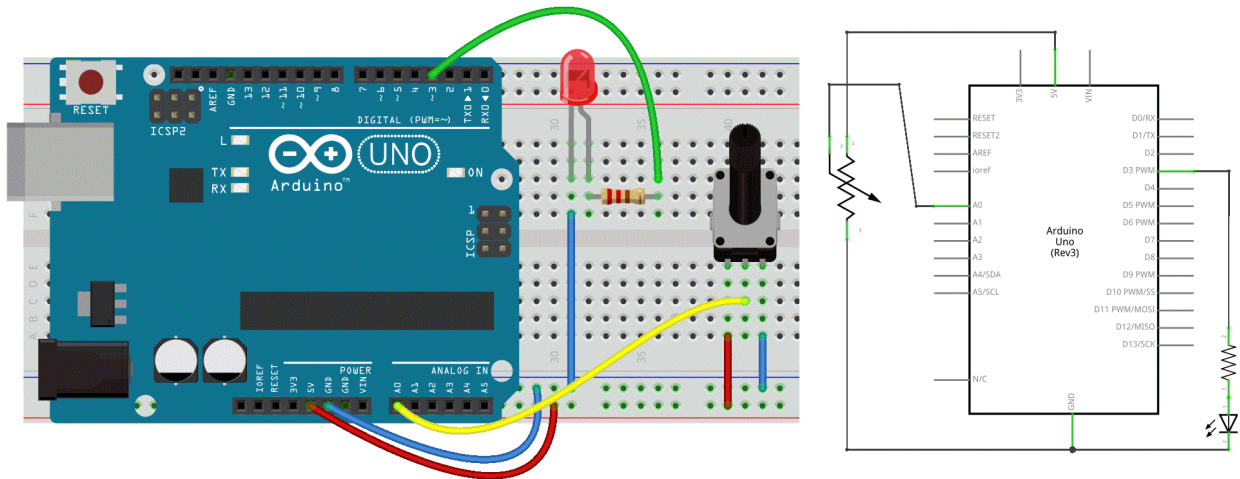 RESET
ICSP2
AREF
GND
13
12
~11
~10
~9
8
7
~6
~5
4
~3
2
TX0▶1
RX0◀0
DIGITAL (PWM=~)
L
TX
RX
Arduino™
UNO
ON
1
ICSP
30
35
40
F
E
D
C
B
A
30
35
POWER
ANALOG IN
IOREF
RESET
3V3
5V
GND
GND
VIN
A0
A1
A2
A3
A4
A5
3V3
5V
VIN
RESET
RESET2
AREF
ioref
A0
A1
A2
A3
A4/SDA
A5/SCL
N/C
D0/RX
D1/TX
D2
D3 PWM
D4
D5 PWM
D6 PWM
D7
D8
D9 PWM
D10 PWM/SS
D11 PWM/MOSI
D12/MISO
D13/SCK
GND
Arduino
Uno
(Rev3)